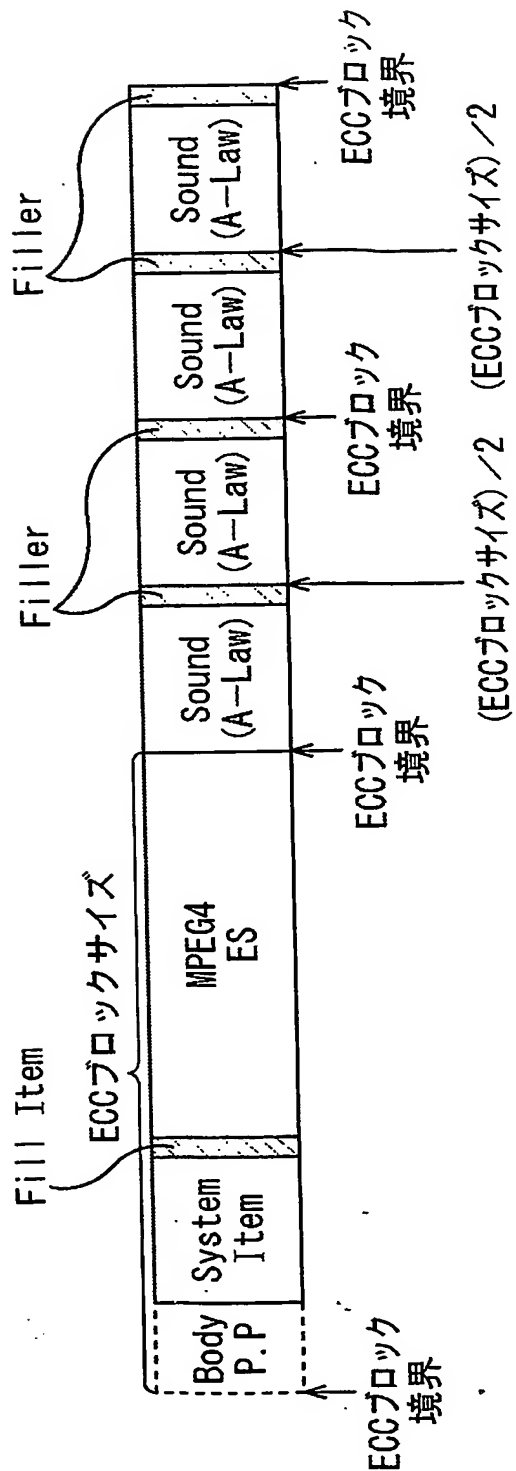 Filler
Filler
Fill Item
ECCブロックサイズ
Body
P.P
System
Item
MPEG4
ES
Sound
(A-Law)
Sound
(A-Law)
Sound
(A-Law)
Sound
(A-Law)
ECCブロック
境界
ECCブロック
境界
(ECCブロックサイズ)/2
ECCブロック
境界
(ECCブロックサイズ)/2
ECCブロック
境界